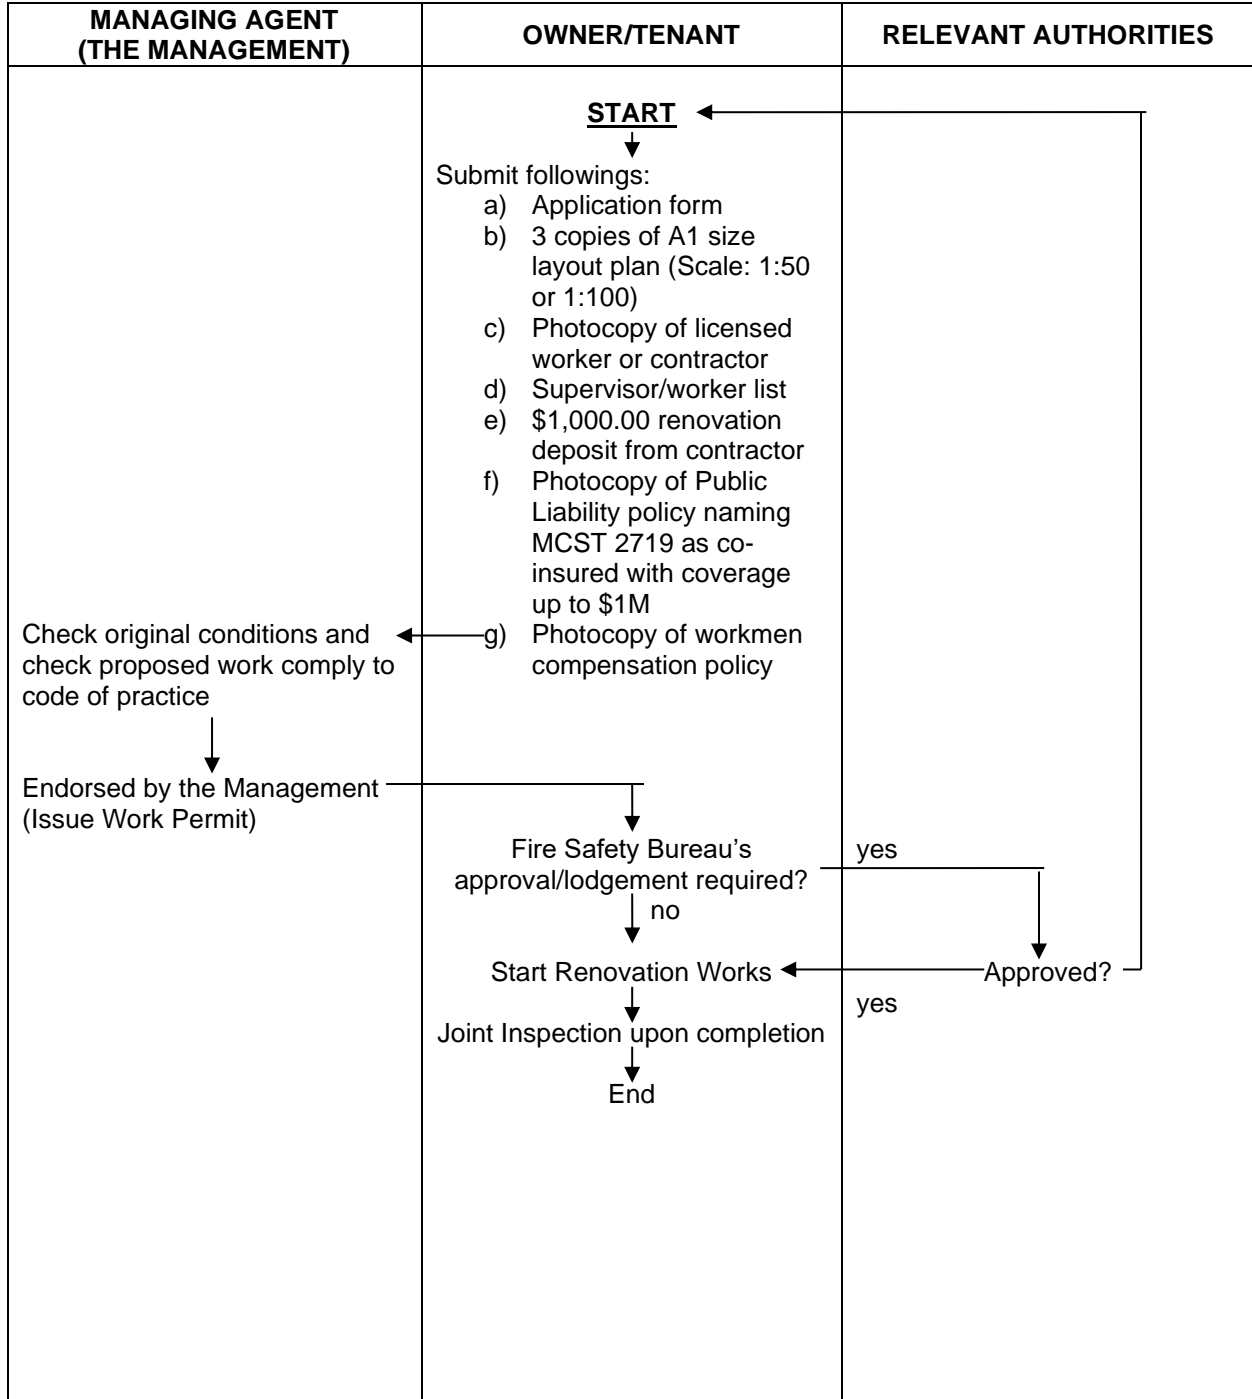 MANAGING AGENT
(THE MANAGEMENT)
OWNER/TENANT
RELEVANT AUTHORITIES
START
Submit followings:
a) Application form
b) 3 copies of A1 size
layout plan (Scale: 1:50
or 1:100)
c) Photocopy of licensed
worker or contractor
d) Supervisor/worker list
e) $1,000.00 renovation
deposit from contractor
f) Photocopy of Public
Liability policy naming
MCST 2719 as co-
insured with coverage
up to $1M
g) Photocopy of workmen
compensation policy
Check original conditions and
check proposed work comply to
code of practice
Endorsed by the Management
(Issue Work Permit)
Fire Safety Bureau's
approval/lodgement required?
yes
no
Approved?
yes
Start Renovation Works
Joint Inspection upon completion
End